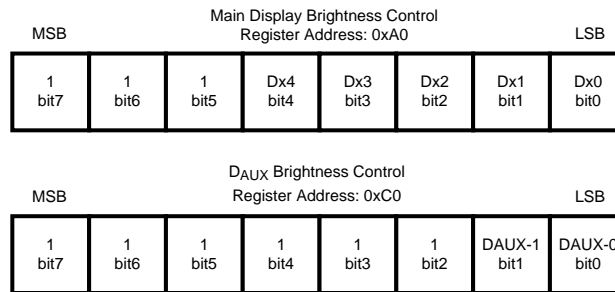 Main Display Brightness Control
MSB Register Address: 0xA0 LSB
1 1 1 Dx4 Dx3 Dx2 Dx1 Dx0
bit7 bit6 bit5 bit4 bit3 bit2 bit1 bit0
DAUX Brightness Control
MSB Register Address: 0xC0 LSB
1 1 1 1 1 1 DAUX-1 DAUX-0
bit7 bit6 bit5 bit4 bit3 bit2 bit1 bit0